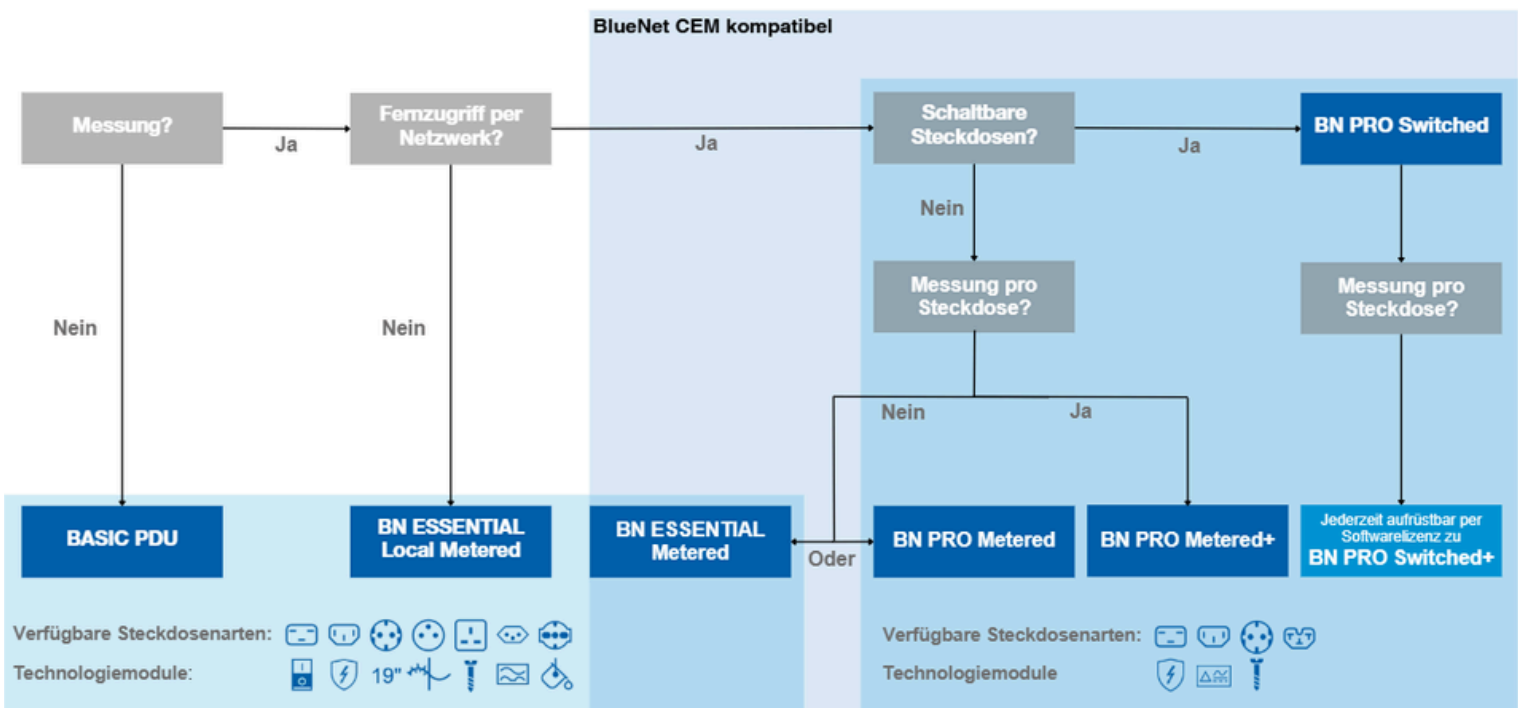 BlueNet CEM kompatibel
Messung?
Ja
Fernzugriff per
Netzwerk?
Ja
Schaltbare
Steckdosen?
Ja
BN PRO Switched
Nein
Nein
Nein
Messung pro
Steckdose?
Messung pro
Steckdose?
Nein
Ja
BASIC PDU
BN ESSENTIAL
Local Metered
BN ESSENTIAL
Metered
Oder
BN PRO Metered
BN PRO Metered+
Jederzeit aufrüstbar per
Softwarelizenz zu
BN PRO Switched+
Verfügbare Steckdosenarten:
Technologiemodule:
19"
Verfügbare Steckdosenarten:
Technologiemodule